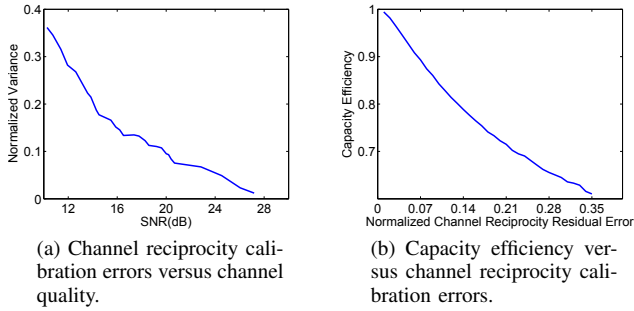 0.4
0.3
0.2
0.1
0
Normalized Variance
12 16 20 24 28
SNR(dB)
(a) Channel reciprocity cali-
bration errors versus channel
quality.
1
0.9
0.8
0.7
Capacity Efficiency
0 0.07 0.14 0.21 0.28 0.35
Normalized Channel Reciprocity Residual Error
(b) Capacity efficiency ver-
sus channel reciprocity cali-
bration errors.